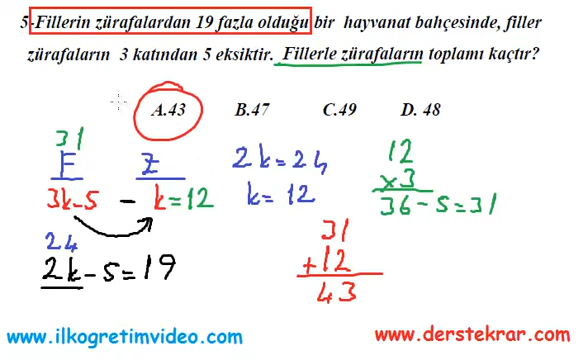 5-Fillerin zürafalardan 19 fazla olduğu bir hayvanat bahçesinde, filler
zürafaların 3 katından 5 eksiktir. Fillerle zürafaların toplamı kaçtır?
A.43 B.47 C.49 D. 48
31
F Z
3k-5 - k=12
24
2k-5=19
2k=24
k=12
12
x3
36-5=31
31
+12
43
www.ilkogretimvideo.com www.derstekrar.com